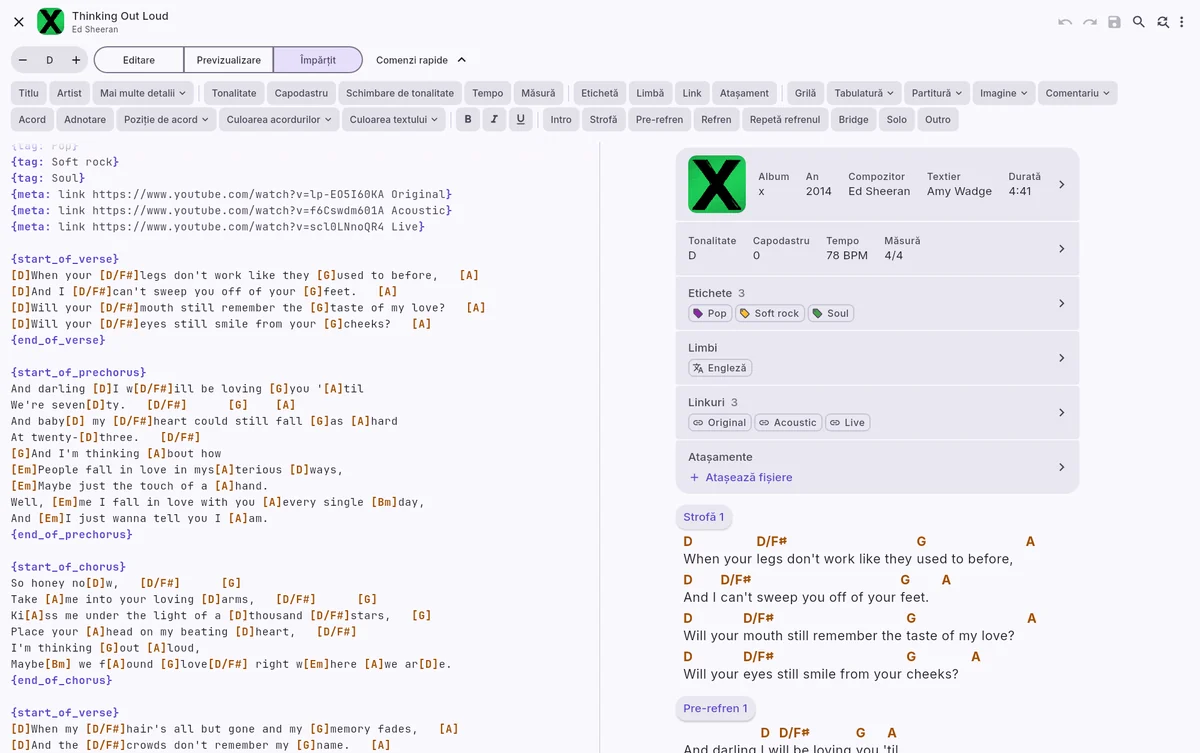 Thinking Out Loud
Ed Sheeran
D
Editare Previzualizare Împărțit Comenzi rapide
Titlu Artist Mai multe detalii Tonalitate Capodastru Schimbare de tonalitate Tempo Măsură Etichetă Limbă Link Atașament Grilă Tabulatură Partitură Imagine Comentariu
Acord Adnotare Poziție de acord Culoarea acordurilor Culoarea textului B I U Intro Strofă Pre-refren Refren Repetă refrenul Bridge Solo Outro
{tag: Pop}
{tag: Soft rock}
{tag: Soul}
{meta: link https://www.youtube.com/watch?v=lp-EO5I60KA Original}
{meta: link https://www.youtube.com/watch?v=f6Cswdm601A Acoustic}
{meta: link https://www.youtube.com/watch?v=scl0LNnoQR4 Live}
{start_of_verse}
[D]When your [D/F#]legs don't work like they [G]used to before,   [A]
[D]And I [D/F#]can't sweep you off of your [G]feet.   [A]
[D]Will your [D/F#]mouth still remember the [G]taste of my love?   [A]
[D]Will your [D/F#]eyes still smile from your [G]cheeks?   [A]
{end_of_verse}
{start_of_prechorus}
And darling [D]I w[D/F#]ill be loving [G]you '[A]til
We're seven[D]ty.   [D/F#]      [G]    [A]
And baby[D] my [D/F#]heart could still fall [G]as [A]hard
At twenty-[D]three.   [D/F#]
[G]And I'm thinking [A]bout how
[Em]People fall in love in mys[A]terious [D]ways,
[Em]Maybe just the touch of a [A]hand.
Well, [Em]me I fall in love with you [A]every single [Bm]day,
And [Em]I just wanna tell you I [A]am.
{end_of_prechorus}
{start_of_chorus}
So honey no[D]w,   [D/F#]      [G]
Take [A]me into your loving [D]arms,   [D/F#]      [G]
Ki[A]ss me under the light of a [D]thousand [D/F#]stars,   [G]
Place your [A]head on my beating [D]heart,   [D/F#]
I'm thinking [G]out [A]loud,
Maybe[Bm] we f[A]ound [G]love[D/F#] right w[Em]here [A]we ar[D]e.
{end_of_chorus}
{start_of_verse}
[D]When my [D/F#]hair's all but gone and my [G]memory fades,   [A]
[D]And the [D/F#]crowds don't remember my [G]name.   [A]
Album An Compozitor Textier Durată
x 2014 Ed Sheeran Amy Wadge 4:41
Tonalitate Capodastru Tempo Măsură
D 0 78 BPM 4/4
Etichete 3
Pop Soft rock Soul
Limbi
Engleză
Linkuri 3
Original Acoustic Live
Atașamente
+ Atașează fișiere
Strofă 1
D D/F# G A
When your legs don't work like they used to before,
D D/F# G A
And I can't sweep you off of your feet.
D D/F# G A
Will your mouth still remember the taste of my love?
D D/F# G A
Will your eyes still smile from your cheeks?
Pre-refren 1
D D/F# G A
And darling I will be loving you 'til